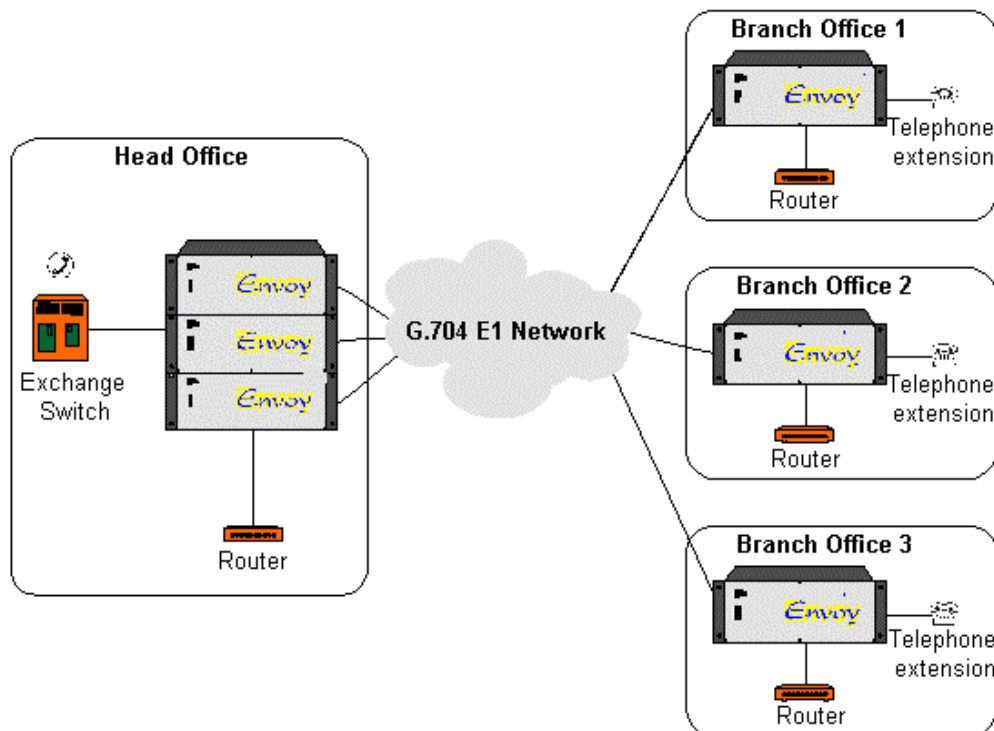 Head Office
Envoy
Envoy
Envoy
Exchange
Switch
Router
G.704 E1 Network
Branch Office 1
Envoy
Telephone
extension
Router
Branch Office 2
Envoy
Telephone
extension
Router
Branch Office 3
Envoy
Telephone
extension
Router